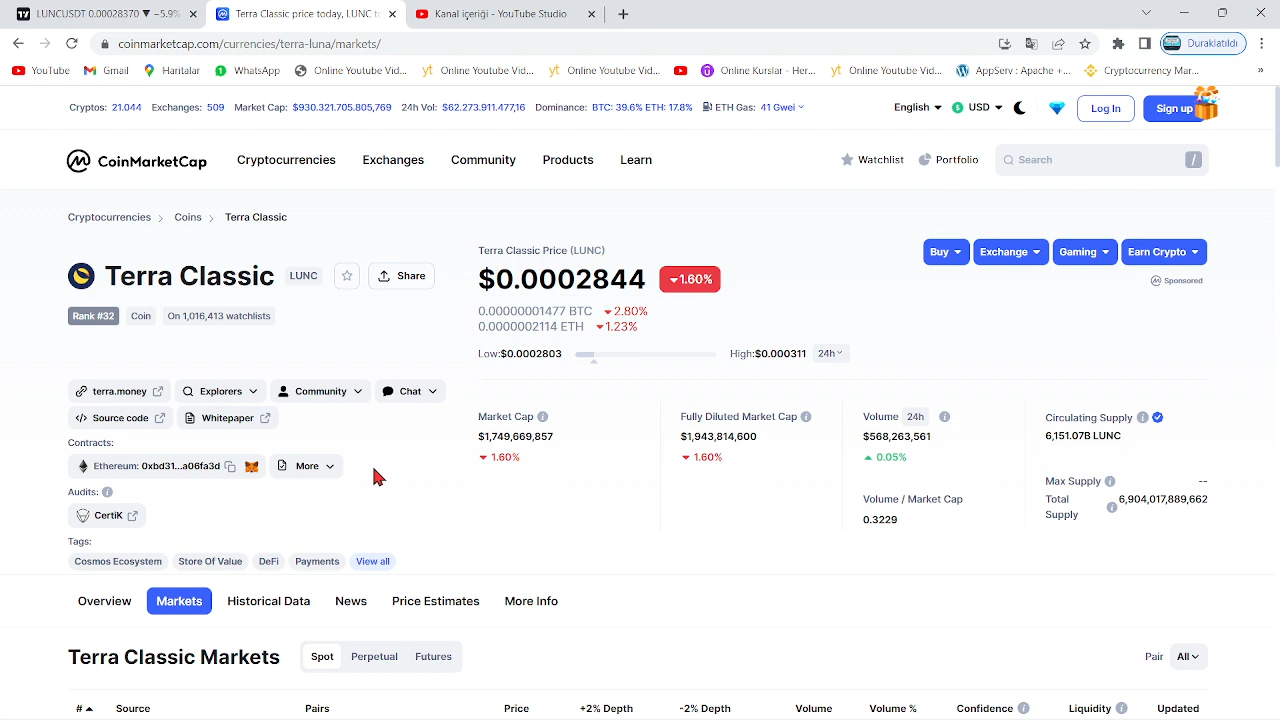 LUNCUSDT 0.00028370 ▼ −5.9%
Terra Classic price today, LUNC to
Kanal içeriği - YouTube Studio
coinmarketcap.com/currencies/terra-luna/markets/
Duraklatıldı
YouTube
Gmail
Haritalar
WhatsApp
Online Youtube Vid...
Online Youtube Vid...
Online Youtube Vid...
Online Kurslar - Her...
Online Youtube Vid...
AppServ : Apache +...
Cryptocurrency Mar...
»
Cryptos: 21.044 Exchanges: 509 Market Cap: $930.321.705.805,769 24h Vol: $62.273.911.477,16 Dominance: BTC: 39.6% ETH: 17.8% ETH Gas: 41 Gwei
English
USD
Log In
Sign up
CoinMarketCap
Cryptocurrencies
Exchanges
Community
Products
Learn
Watchlist
Portfolio
Search
/
Cryptocurrencies > Coins > Terra Classic
Terra Classic LUNC
Share
Rank #32
Coin
On 1,016,413 watchlists
Terra Classic Price (LUNC)
$0.0002844
1.60%
0.00000001477 BTC 2.80%
0.0000002114 ETH 1.23%
Low:$0.0002803
High:$0.000311
24h
Buy
Exchange
Gaming
Earn Crypto
Sponsored
terra.money
Explorers
Community
Chat
Source code
Whitepaper
Contracts:
Ethereum: 0xbd31...a06fa3d
More
Audits:
CertiK
Tags:
Cosmos Ecosystem
Store Of Value
DeFi
Payments
View all
Market Cap
$1,749,669,857
1.60%
Fully Diluted Market Cap
$1,943,814,600
1.60%
Volume 24h
$568,263,561
0.05%
Volume / Market Cap
0.3229
Circulating Supply
6,151.07B LUNC
Max Supply --
Total Supply 6,904,017,889,662
Overview
Markets
Historical Data
News
Price Estimates
More Info
Terra Classic Markets
Spot
Perpetual
Futures
Pair
All
#
Source
Pairs
Price
+2% Depth
-2% Depth
Volume
Volume %
Confidence
Liquidity
Updated